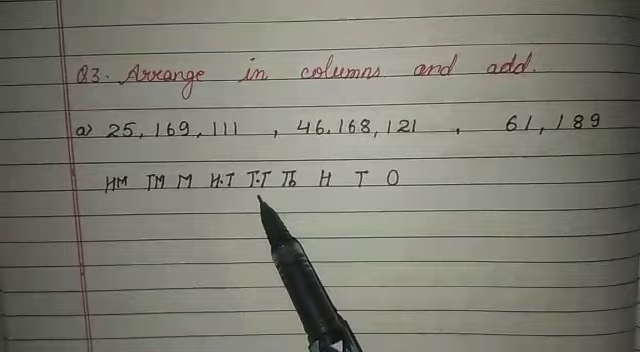 Q3. Arrange in columns and add.
a) 25,169,111 , 46,168,121 , 61,189
HM TM M H.T T.T Th H T O